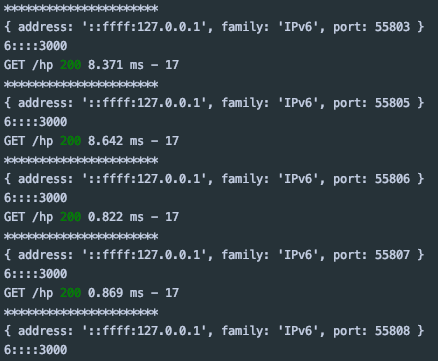 **********************
{ address: '::ffff:127.0.0.1', family: 'IPv6', port: 55803 }
6::::3000
GET /hp 200 8.371 ms - 17
**********************
{ address: '::ffff:127.0.0.1', family: 'IPv6', port: 55805 }
6::::3000
GET /hp 200 8.642 ms - 17
**********************
{ address: '::ffff:127.0.0.1', family: 'IPv6', port: 55806 }
6::::3000
GET /hp 200 0.822 ms - 17
**********************
{ address: '::ffff:127.0.0.1', family: 'IPv6', port: 55807 }
6::::3000
GET /hp 200 0.869 ms - 17
**********************
{ address: '::ffff:127.0.0.1', family: 'IPv6', port: 55808 }
6::::3000